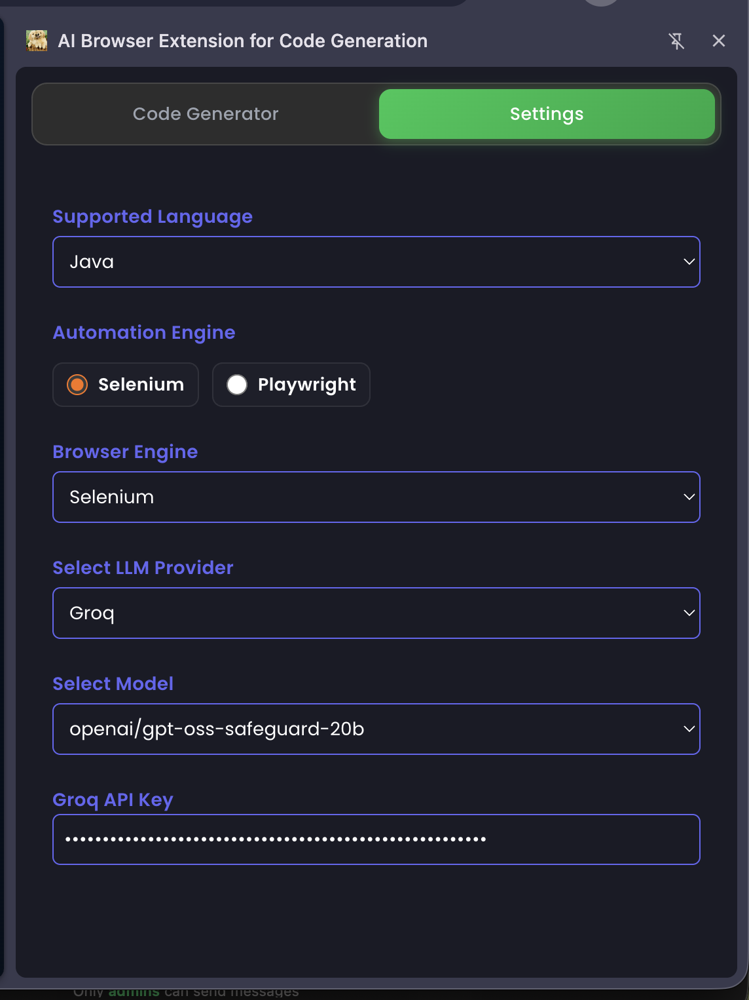 AI Browser Extension for Code Generation
Code Generator
Settings
Supported Language
Java
Automation Engine
Selenium
Playwright
Browser Engine
Selenium
Select LLM Provider
Groq
Select Model
openai/gpt-oss-safeguard-20b
Groq API Key
Only admins can send messages